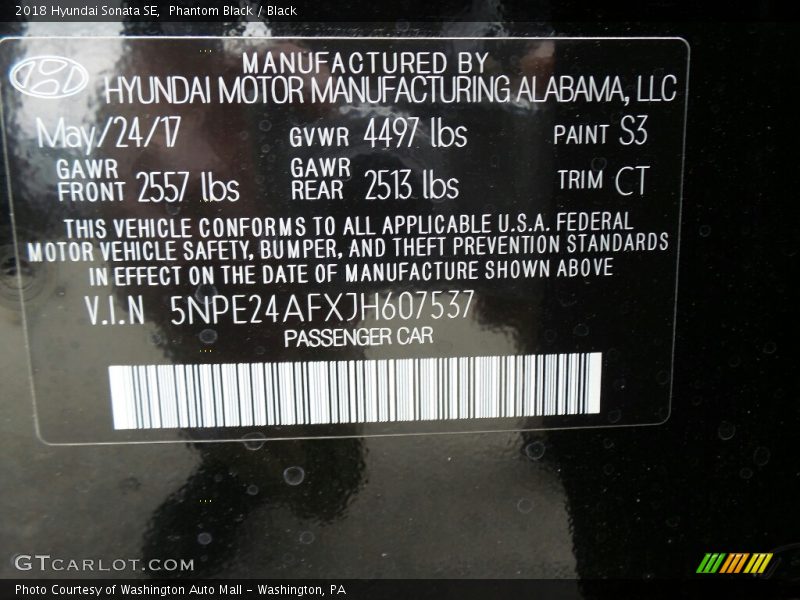 2018 Hyundai Sonata SE, Phantom Black / Black
MANUFACTURED BY
HYUNDAI MOTOR MANUFACTURING ALABAMA, LLC
May/24/17 GVWR 4497 lbs PAINT S3
GAWR FRONT 2557 lbs GAWR REAR 2513 lbs TRIM CT
THIS VEHICLE CONFORMS TO ALL APPLICABLE U.S.A. FEDERAL
MOTOR VEHICLE SAFETY, BUMPER, AND THEFT PREVENTION STANDARDS
IN EFFECT ON THE DATE OF MANUFACTURE SHOWN ABOVE
V.I.N 5NPE24AFXJH607537
PASSENGER CAR
GTCARLOT.COM
Photo Courtesy of Washington Auto Mall - Washington, PA